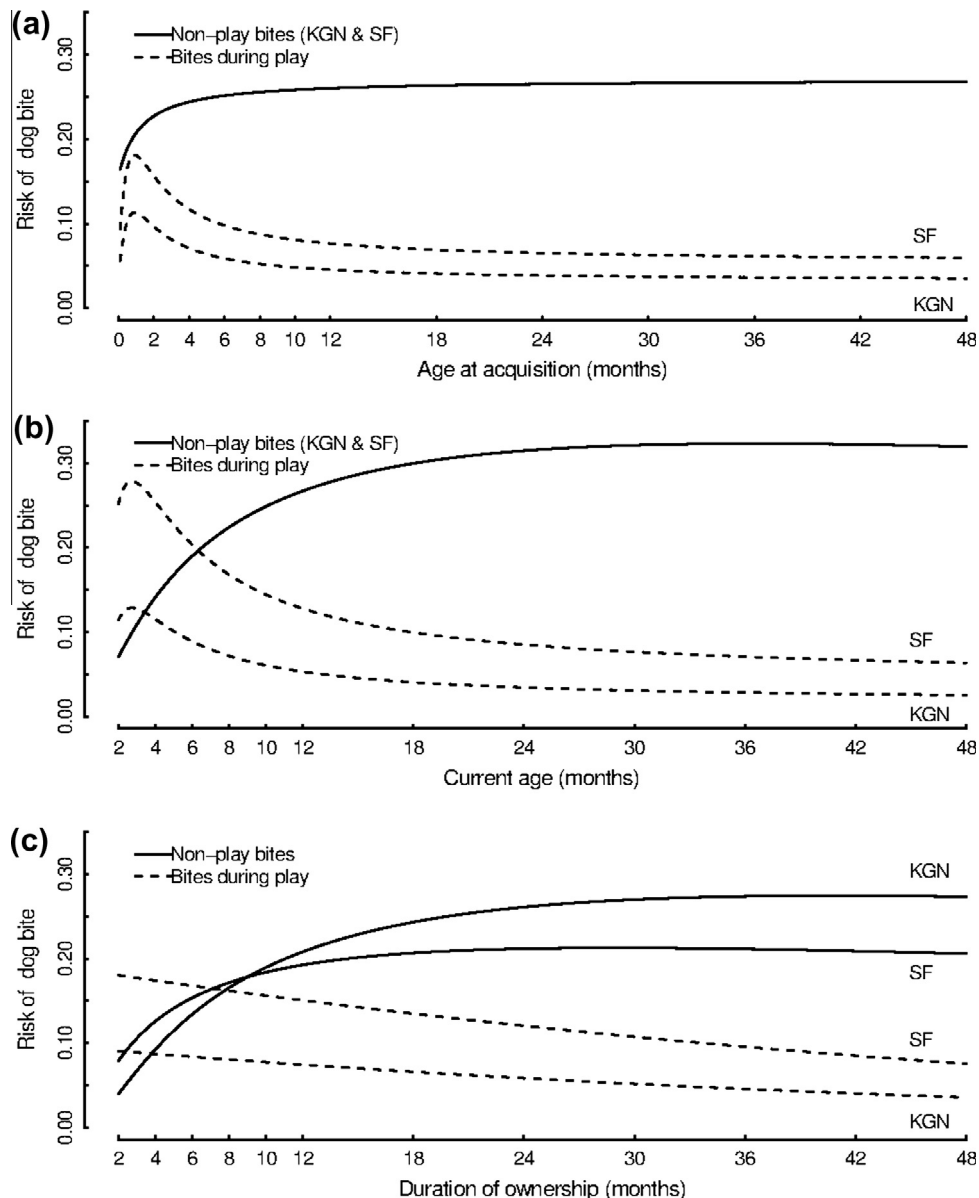 (a)
Non–play bites (KGN & SF)
Bites during play
Risk of dog bite
0.00 0.10 0.20 0.30
SF
KGN
0 2 4 6 8 10 12 18 24 30 36 42 48
Age at acquisition (months)
(b)
Non–play bites (KGN & SF)
Bites during play
Risk of dog bite
0.00 0.10 0.20 0.30
SF
KGN
2 4 6 8 10 12 18 24 30 36 42 48
Current age (months)
(c)
Non–play bites
Bites during play
Risk of dog bite
0.00 0.10 0.20 0.30
KGN
SF
SF
KGN
2 4 6 8 10 12 18 24 30 36 42 48
Duration of ownership (months)